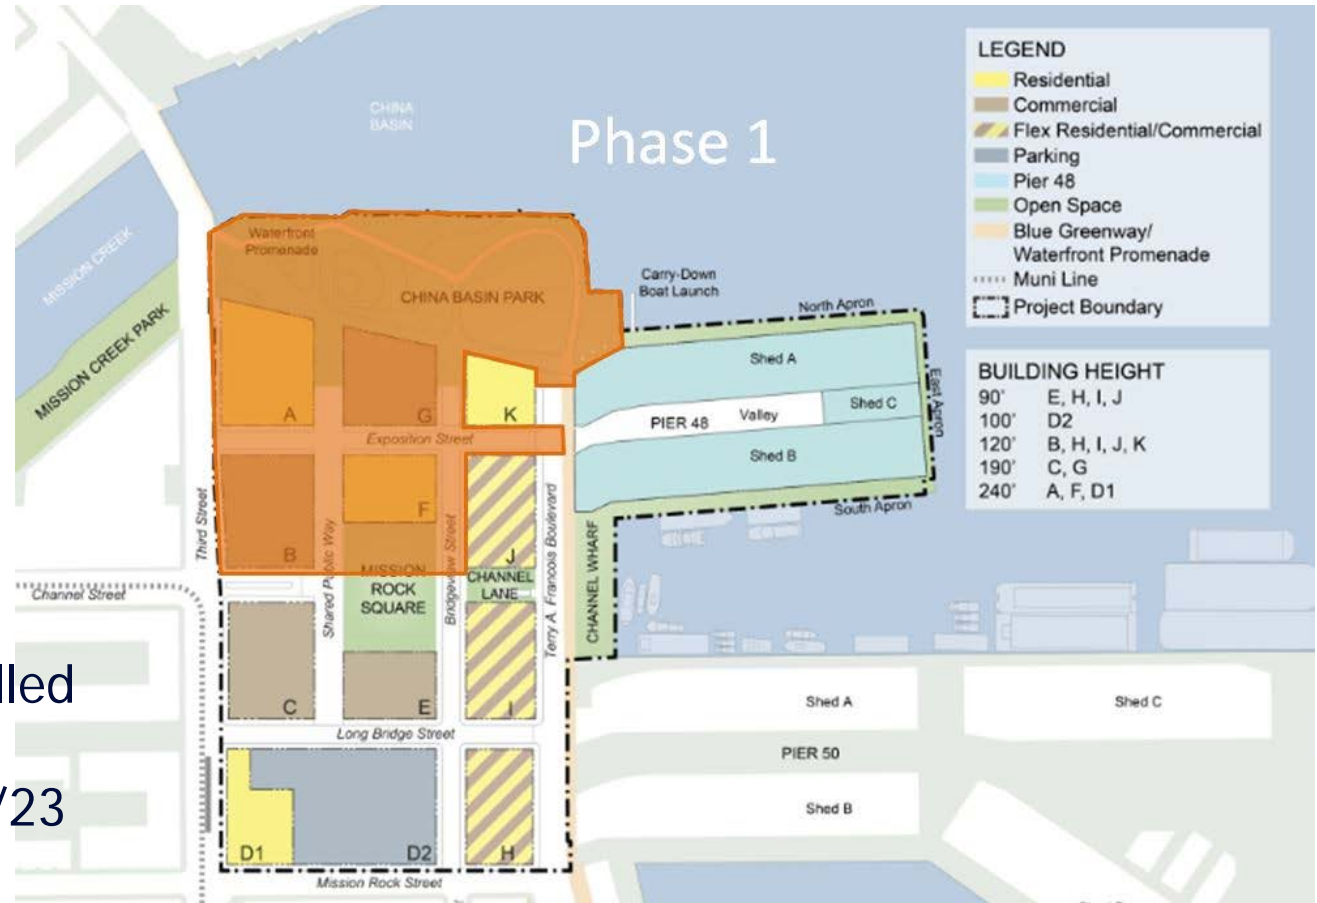 CHINA
BASIN
Phase 1
LEGEND
Residential
Commercial
Flex Residential/Commercial
Parking
Pier 48
Open Space
Blue Greenway/
Waterfront Promenade
Muni Line
Project Boundary
BUILDING HEIGHT
90' E, H, I, J
100' D2
120' B, H, I, J, K
190' C, G
240' A, F, D1
MISSION CREEK
MISSION CREEK PARK
Waterfront
Promenade
CHINA BASIN PARK
Carry-Down
Boat Launch
North Apron
Shed A
PIER 48 Valley
Shed C
Shed B
East Apron
South Apron
A
G
K
Exposition Street
B
F
J
Third Street
Shared Public Way
Bridgeview Street
Terry A. Francois Boulevard
CHANNEL WHARF
MISSION
ROCK
SQUARE
CHANNEL
LANE
Channel Street
C
E
I
Long Bridge Street
D1
D2
H
Mission Rock Street
Shed A
Shed C
PIER 50
Shed B
lled
/23